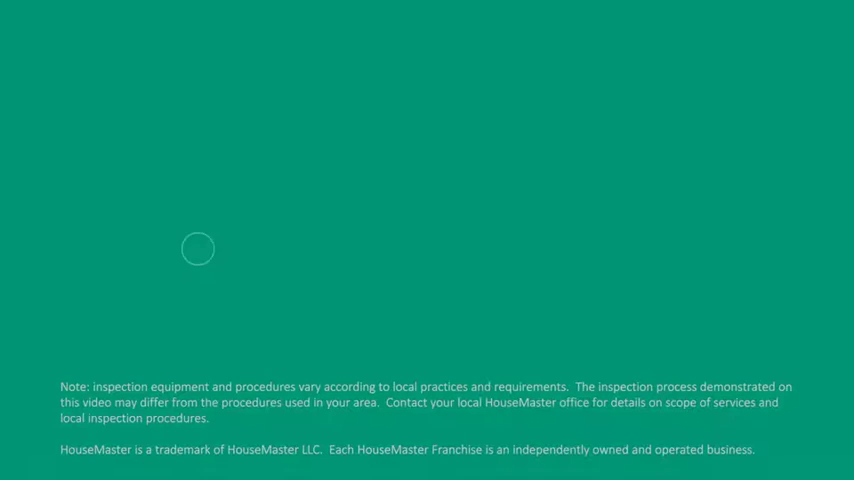 Note: inspection equipment and procedures vary according to local practices and requirements.  The inspection process demonstrated on
this video may differ from the procedures used in your area.  Contact your local HouseMaster office for details on scope of services and
local inspection procedures.
HouseMaster is a trademark of HouseMaster LLC.  Each HouseMaster Franchise is an independently owned and operated business.